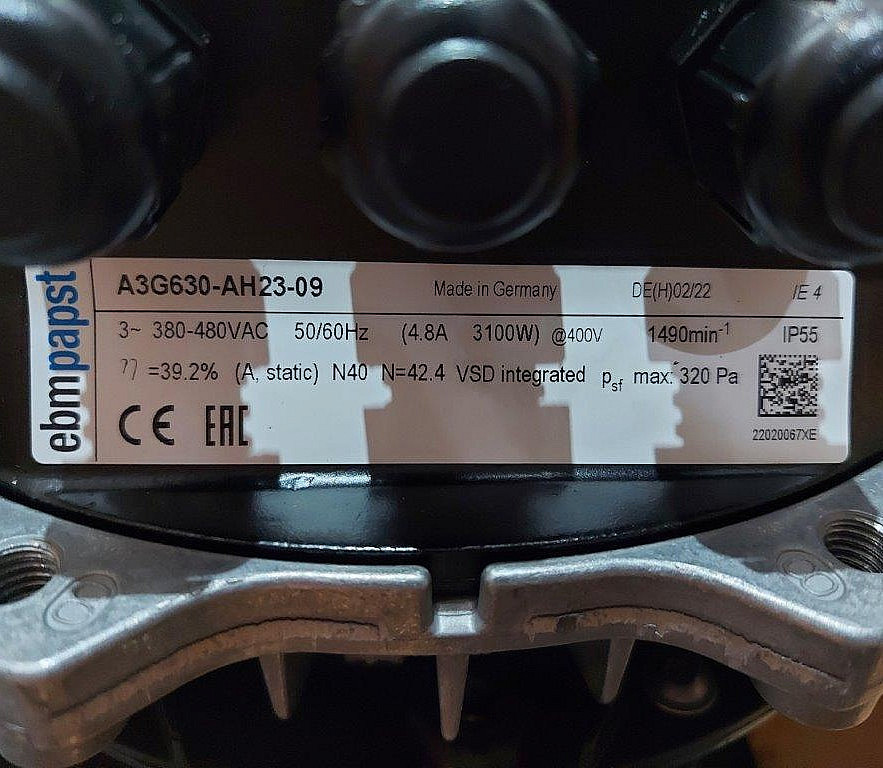 ebmpapst
A3G630-AH23-09 Made in Germany DE(H)02/22 IE 4
3~ 380-480VAC 50/60Hz (4.8A 3100W) @400V 1490min⁻¹ IP55
η =39.2% (A, static) N40 N=42.4 VSD integrated psf max. 320 Pa
CE EAC
22020067XE